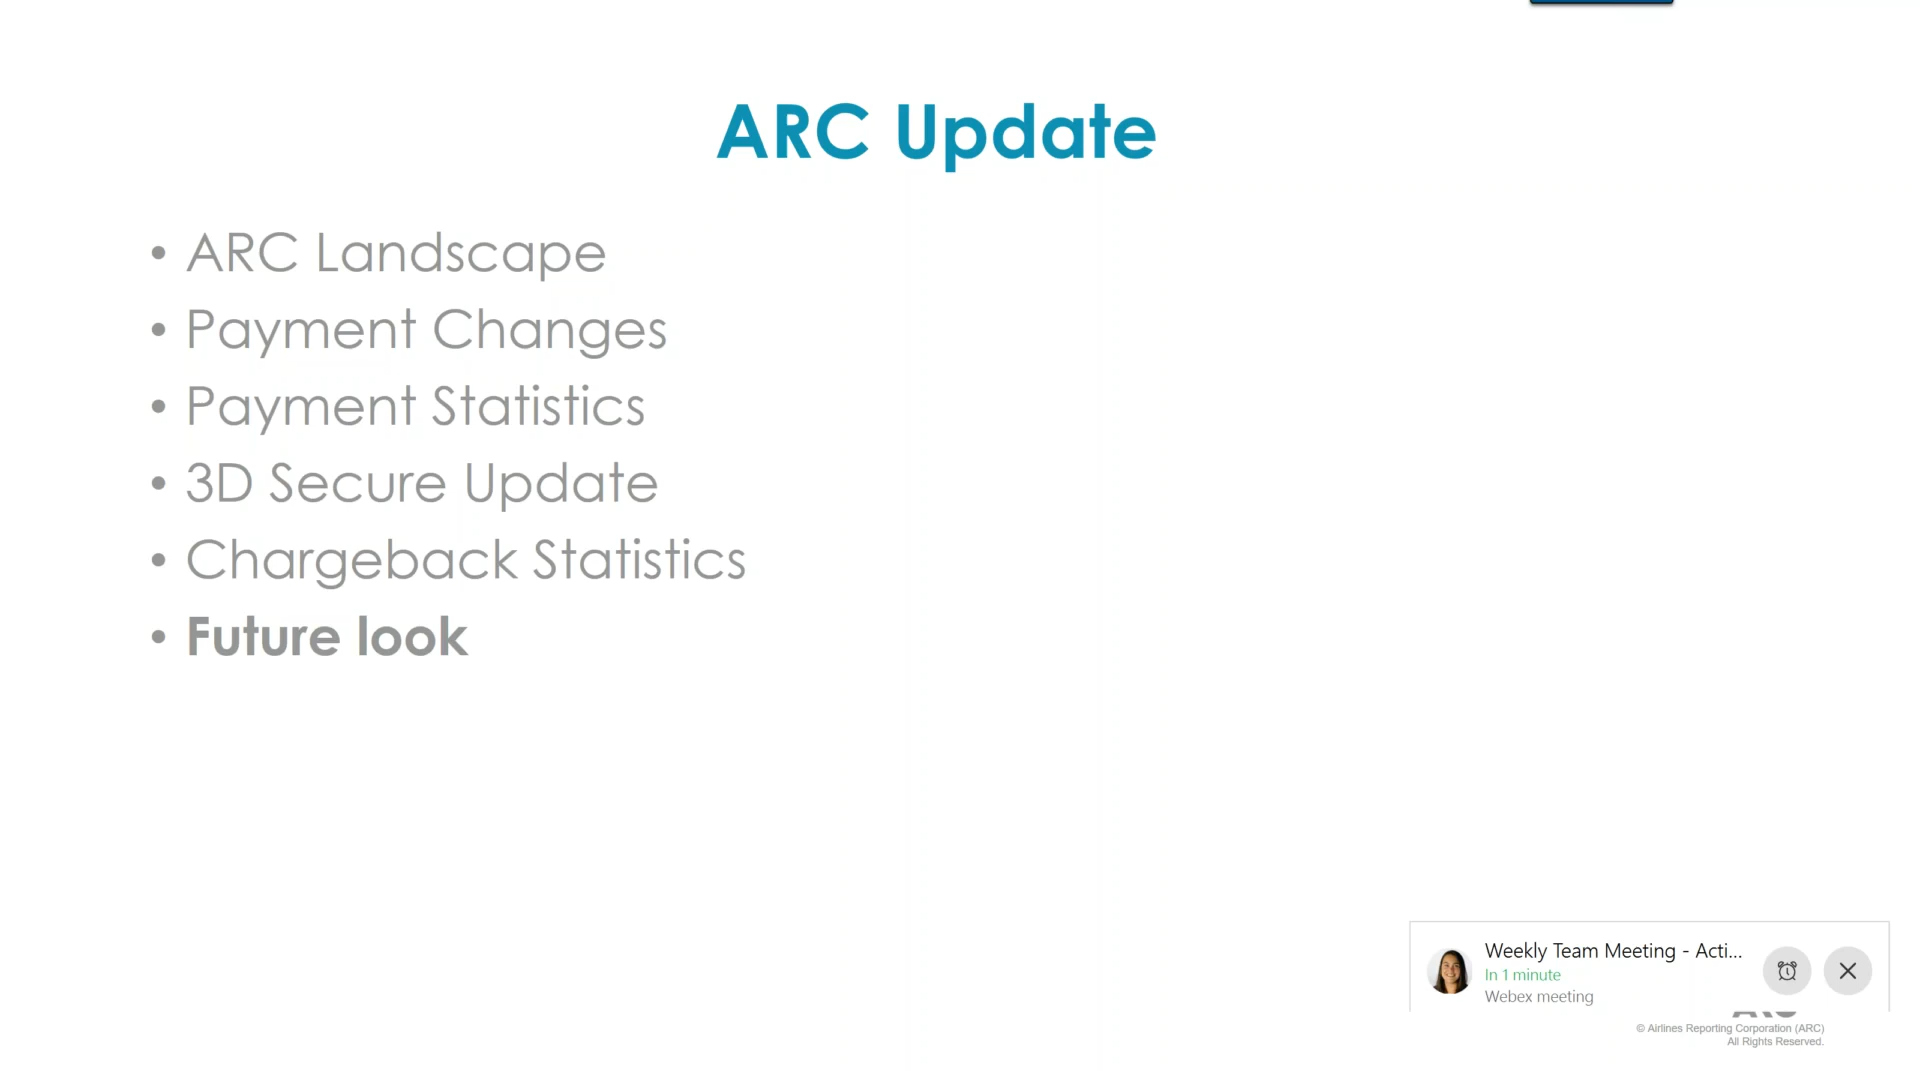 ARC Update
• ARC Landscape
• Payment Changes
• Payment Statistics
• 3D Secure Update
• Chargeback Statistics
• Future look
Weekly Team Meeting - Acti...
In 1 minute
Webex meeting
© Airlines Reporting Corporation (ARC)
All Rights Reserved.